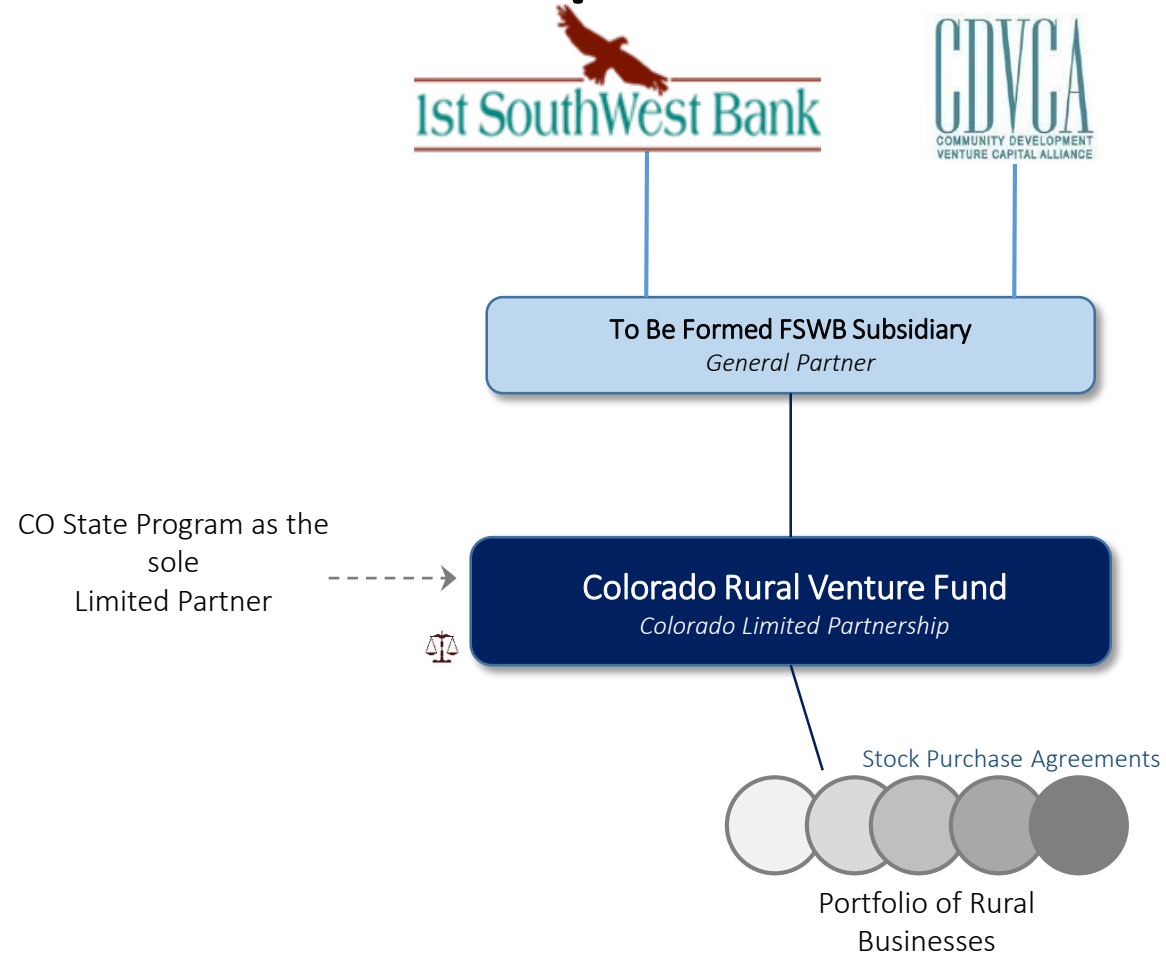 1st SouthWest Bank
CDVCA
COMMUNITY DEVELOPMENT
VENTURE CAPITAL ALLIANCE
To Be Formed FSWB Subsidiary
General Partner
CO State Program as the
sole
Limited Partner
Colorado Rural Venture Fund
Colorado Limited Partnership
Stock Purchase Agreements
Portfolio of Rural
Businesses